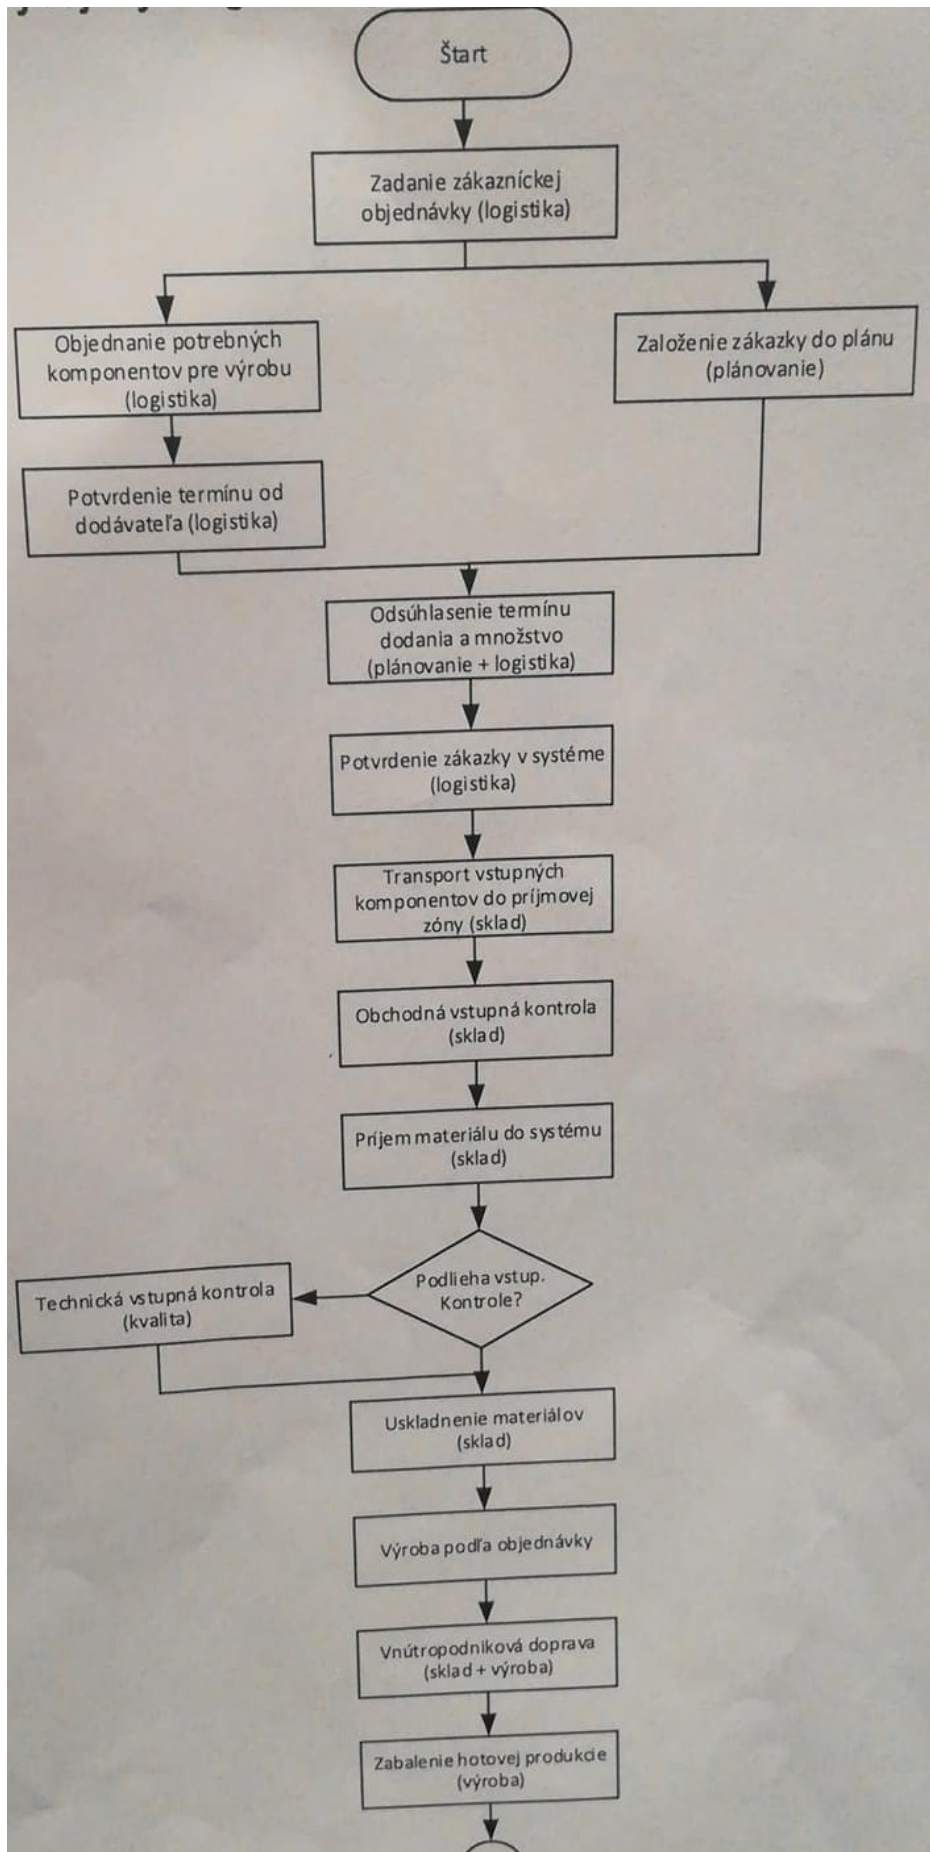 Štart
Zadanie zákazníckej
objednávky (logistika)
Objednanie potrebných
komponentov pre výrobu
(logistika)
Založenie zákazky do plánu
(plánovanie)
Potvrdenie termínu od
dodávateľa (logistika)
Odsúhlasenie termínu
dodania a množstvo
(plánovanie + logistika)
Potvrdenie zákazky v systéme
(logistika)
Transport vstupných
komponentov do príjmovej
zóny (sklad)
Obchodná vstupná kontrola
(sklad)
Príjem materiálu do systému
(sklad)
Podlieha vstup.
Kontrole?
Technická vstupná kontrola
(kvalita)
Uskladnenie materiálov
(sklad)
Výroba podľa objednávky
Vnútropodniková doprava
(sklad + výroba)
Zabalenie hotovej produkcie
(výroba)